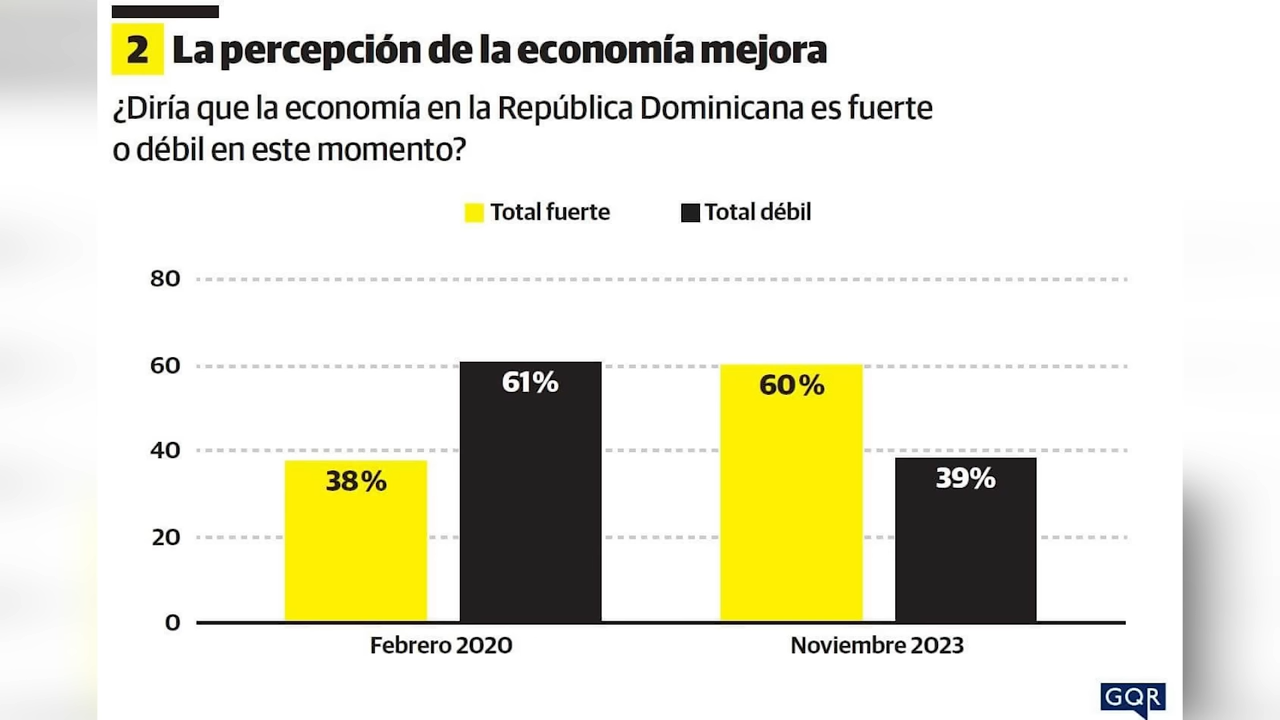 2 La percepción de la economía mejora
¿Diría que la economía en la República Dominicana es fuerte
o débil en este momento?
Total fuerte Total débil
80
60
40
20
0
38% 61% 60% 39%
Febrero 2020 Noviembre 2023
GQR